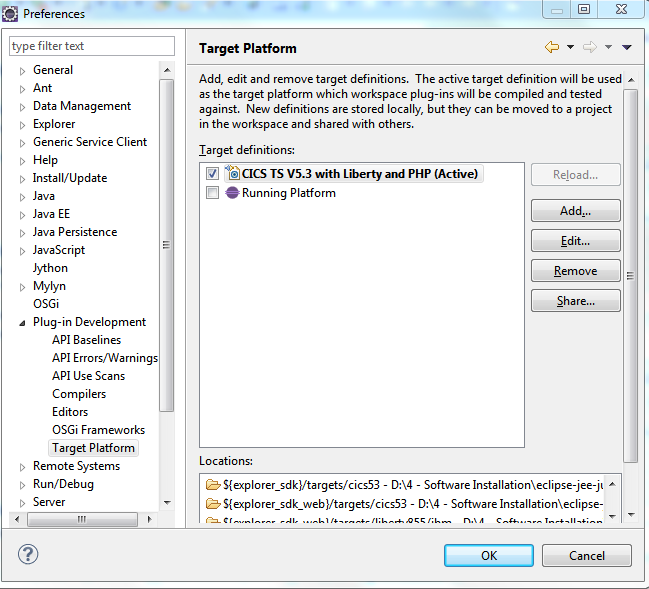 Preferences
type filter text
General
Ant
Data Management
Explorer
Generic Service Client
Help
Install/Update
Java
Java EE
Java Persistence
JavaScript
Jython
Mylyn
OSGi
Plug-in Development
API Baselines
API Errors/Warnings
API Use Scans
Compilers
Editors
OSGi Frameworks
Target Platform
Remote Systems
Run/Debug
Server
Target Platform
Add, edit and remove target definitions.  The active target definition will be used
as the target platform which workspace plug-ins will be compiled and tested
against.  New definitions are stored locally, but they can be moved to a project
in the workspace and shared with others.
Target definitions:
CICS TS V5.3 with Liberty and PHP (Active)
Running Platform
Reload...
Add...
Edit...
Remove
Share...
Locations:
${explorer_sdk}/targets/cics53 - D:\4 - Software Installation\eclipse-jee-ju
${explorer_sdk_web}/targets/cics53 - D:\4 - Software Installation\eclipse-
${explorer_sdk_web}/targets/liberty855/ibm - D:\4 - Software Installation\
OK
Cancel